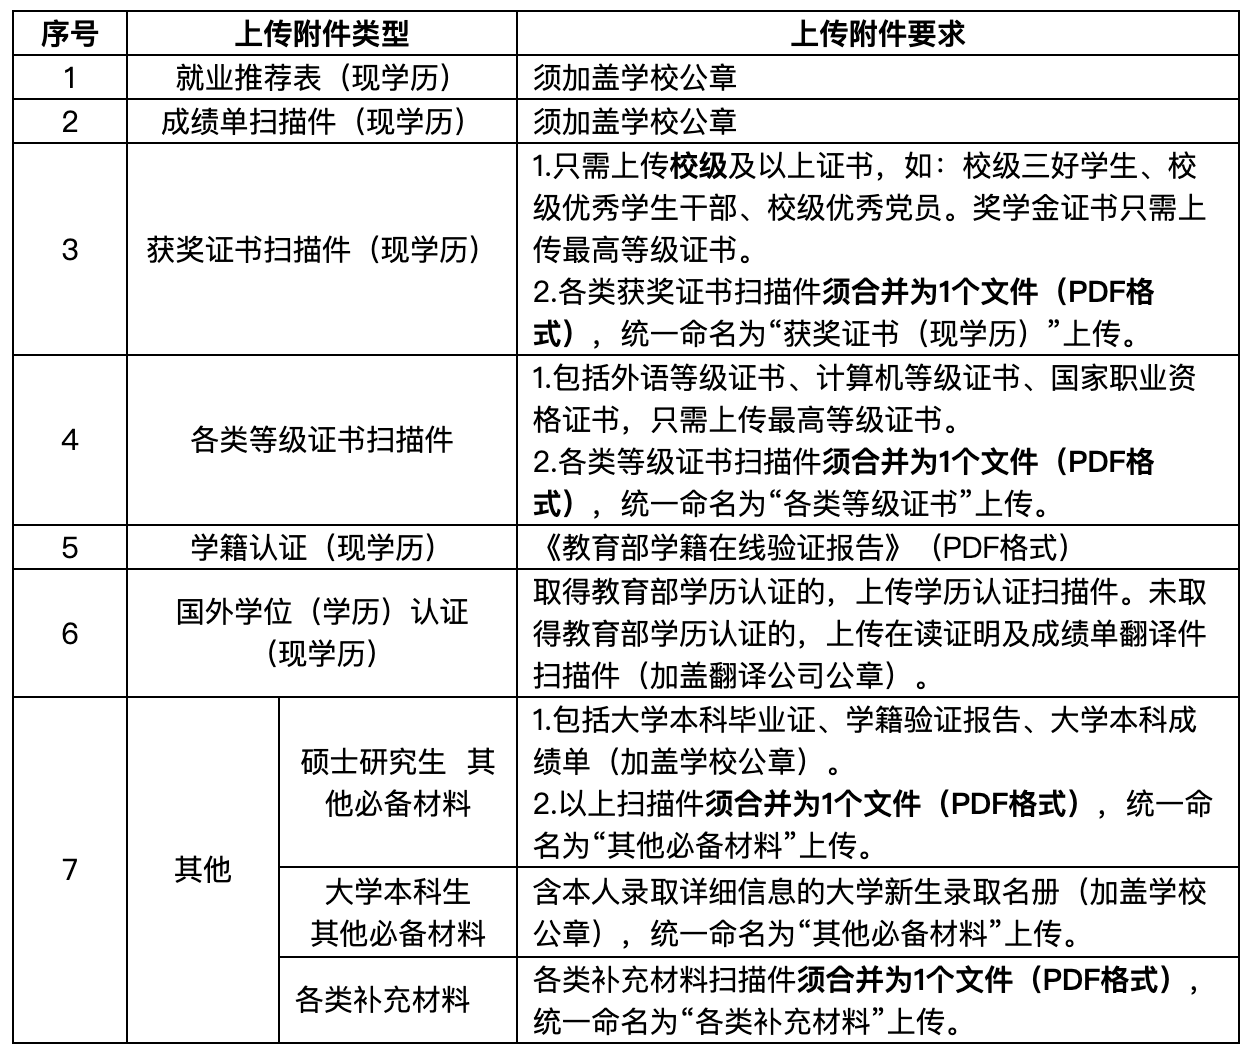 序号 上传附件类型 上传附件要求
1 就业推荐表（现学历） 须加盖学校公章
2 成绩单扫描件（现学历） 须加盖学校公章
3 获奖证书扫描件（现学历）
1.只需上传校级及以上证书，如：校级三好学生、校
级优秀学生干部、校级优秀党员。奖学金证书只需上
传最高等级证书。
2.各类获奖证书扫描件须合并为1个文件（PDF格
式），统一命名为“获奖证书（现学历）”上传。
4 各类等级证书扫描件
1.包括外语等级证书、计算机等级证书、国家职业资
格证书，只需上传最高等级证书。
2.各类等级证书扫描件须合并为1个文件（PDF格
式），统一命名为“各类等级证书”上传。
5 学籍认证（现学历） 《教育部学籍在线验证报告》（PDF格式）
6 国外学位（学历）认证
（现学历）
取得教育部学历认证的，上传学历认证扫描件。未取
得教育部学历认证的，上传在读证明及成绩单翻译件
扫描件（加盖翻译公司公章）。
7 其他
硕士研究生 其
他必备材料
1.包括大学本科毕业证、学籍验证报告、大学本科成
绩单（加盖学校公章）。
2.以上扫描件须合并为1个文件（PDF格式），统一命
名为“其他必备材料”上传。
大学本科生
其他必备材料
含本人录取详细信息的大学新生录取名册（加盖学校
公章），统一命名为“其他必备材料”上传。
各类补充材料
各类补充材料扫描件须合并为1个文件（PDF格式），
统一命名为“各类补充材料”上传。